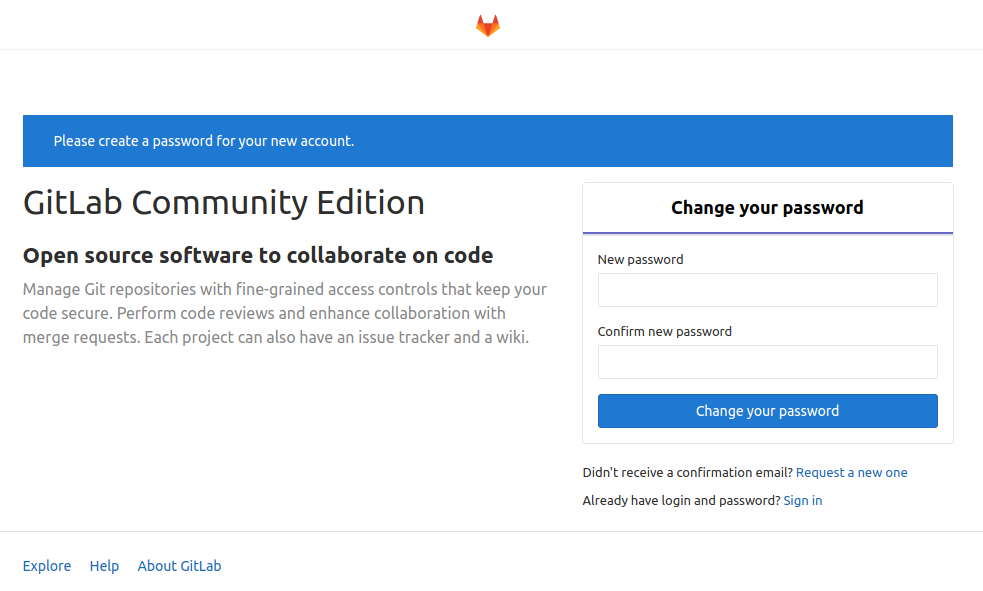 Please create a password for your new account.
GitLab Community Edition
Open source software to collaborate on code
Manage Git repositories with fine-grained access controls that keep your
code secure. Perform code reviews and enhance collaboration with
merge requests. Each project can also have an issue tracker and a wiki.
Change your password
New password
Confirm new password
Change your password
Didn't receive a confirmation email? Request a new one
Already have login and password? Sign in
Explore Help About GitLab